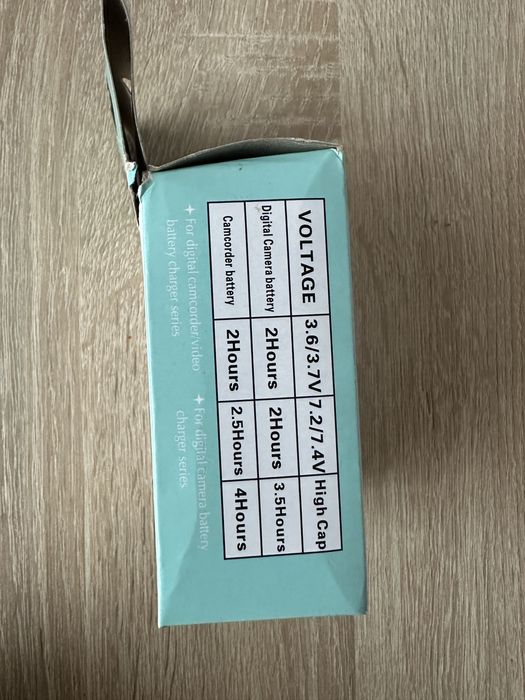 VOLTAGE 3.6/3.7V 7.2/7.4V High Cap
Digital Camera battery 2Hours 2Hours 3.5Hours
Camcorder battery 2Hours 2.5Hours 4Hours
For digital camcorder/video
battery charger series
For digital camera battery
charger series